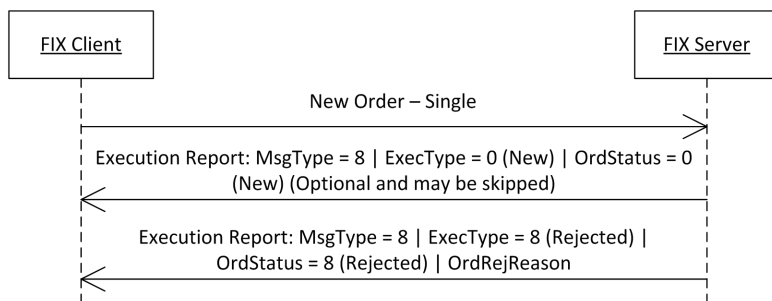 FIX Client
FIX Server
New Order – Single
Execution Report: MsgType = 8 | ExecType = 0 (New) | OrdStatus = 0
(New) (Optional and may be skipped)
Execution Report: MsgType = 8 | ExecType = 8 (Rejected) |
OrdStatus = 8 (Rejected) | OrdRejReason